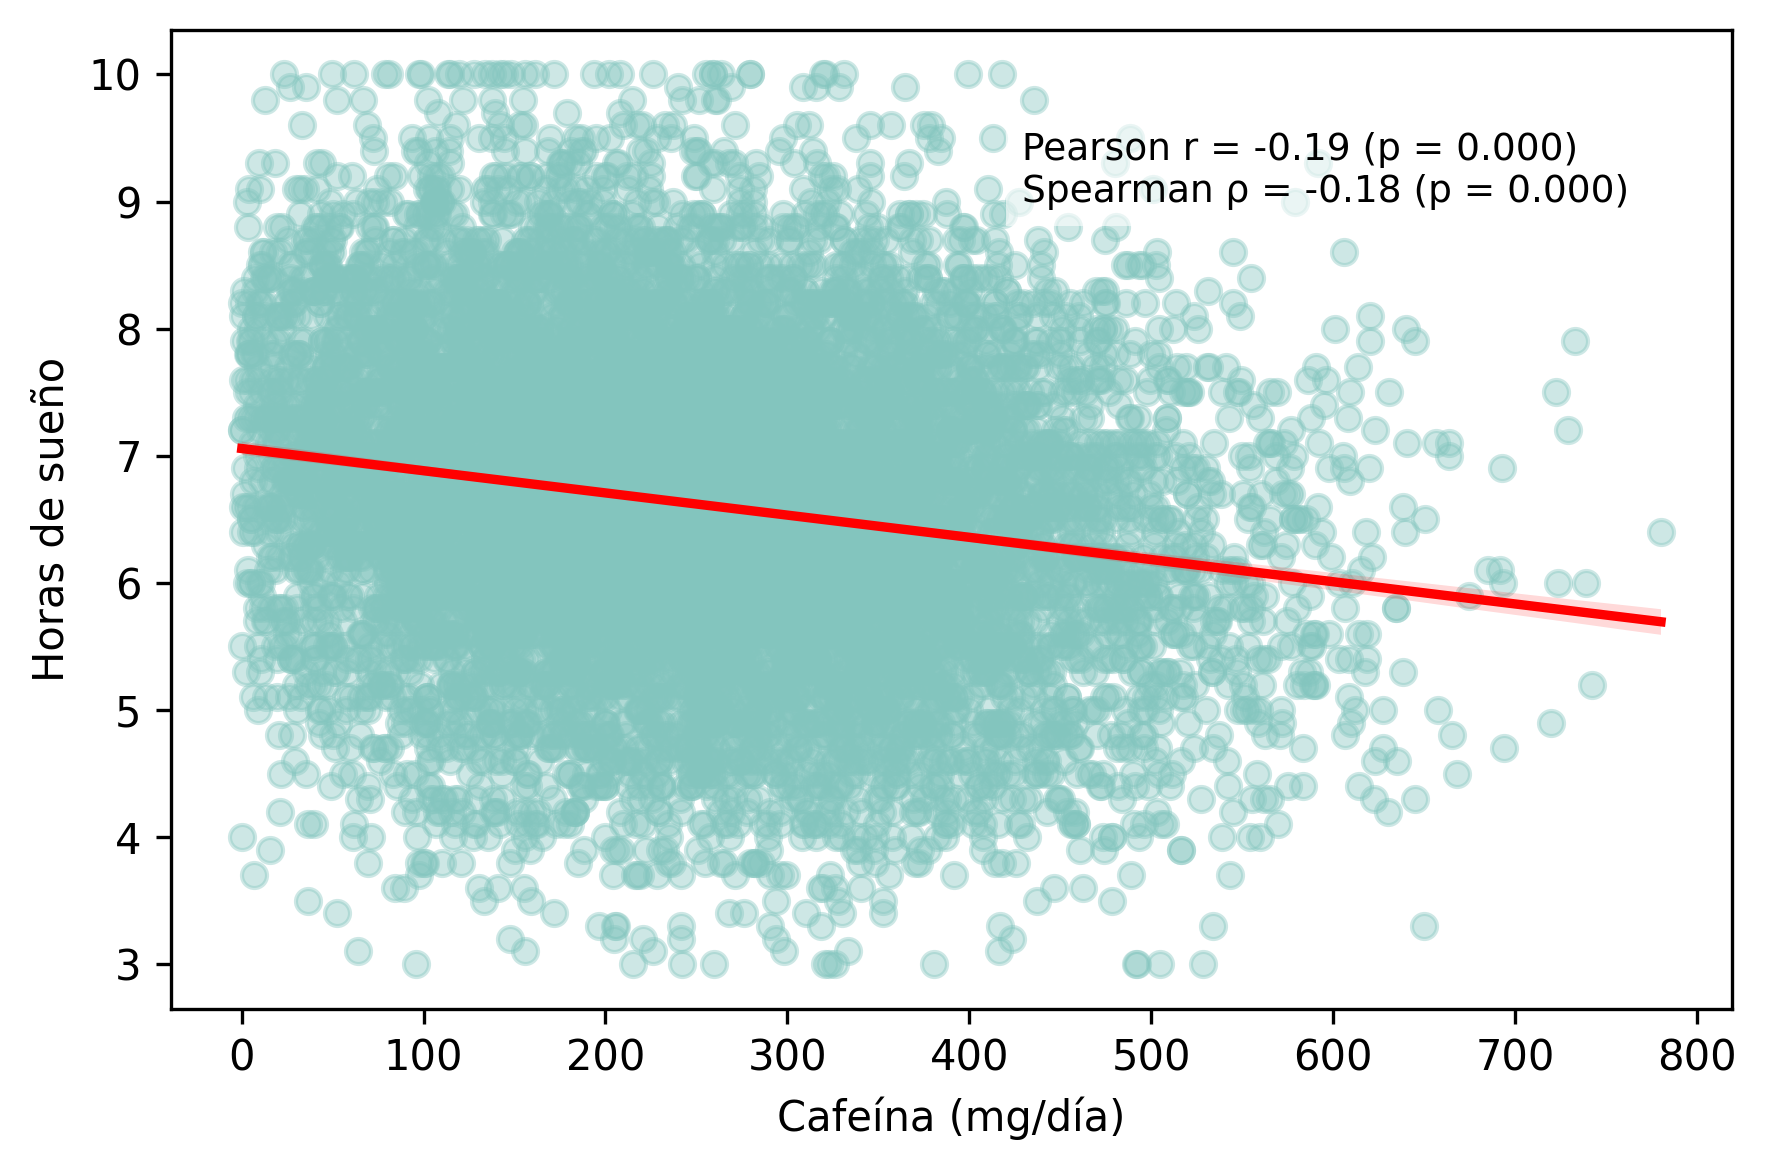 Pearson r = -0.19 (p = 0.000)
Spearman ρ = -0.18 (p = 0.000)
10
9
8
7
6
5
4
3
Horas de sueño
0 100 200 300 400 500 600 700 800
Cafeína (mg/día)